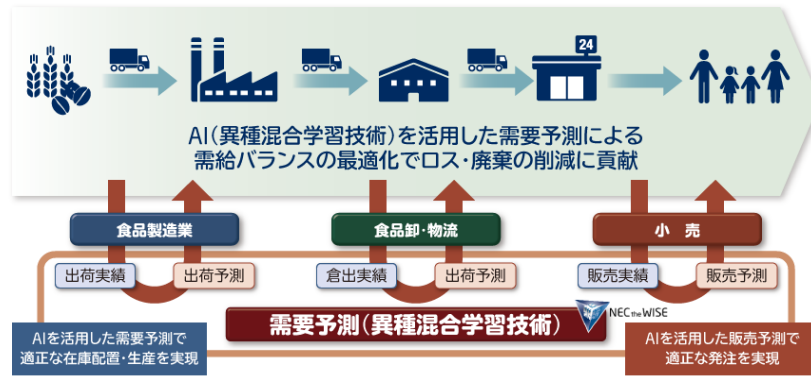 24
AI(異種混合学習技術)を活用した需要予測による
需給バランスの最適化でロス・廃棄の削減に貢献
食品製造業
食品卸・物流
小 売
出荷実績
出荷予測
倉出実績
出荷予測
販売実績
販売予測
需要予測(異種混合学習技術)
NEC the WISE
AIを活用した需要予測で
適正な在庫配置・生産を実現
AIを活用した販売予測で
適正な発注を実現